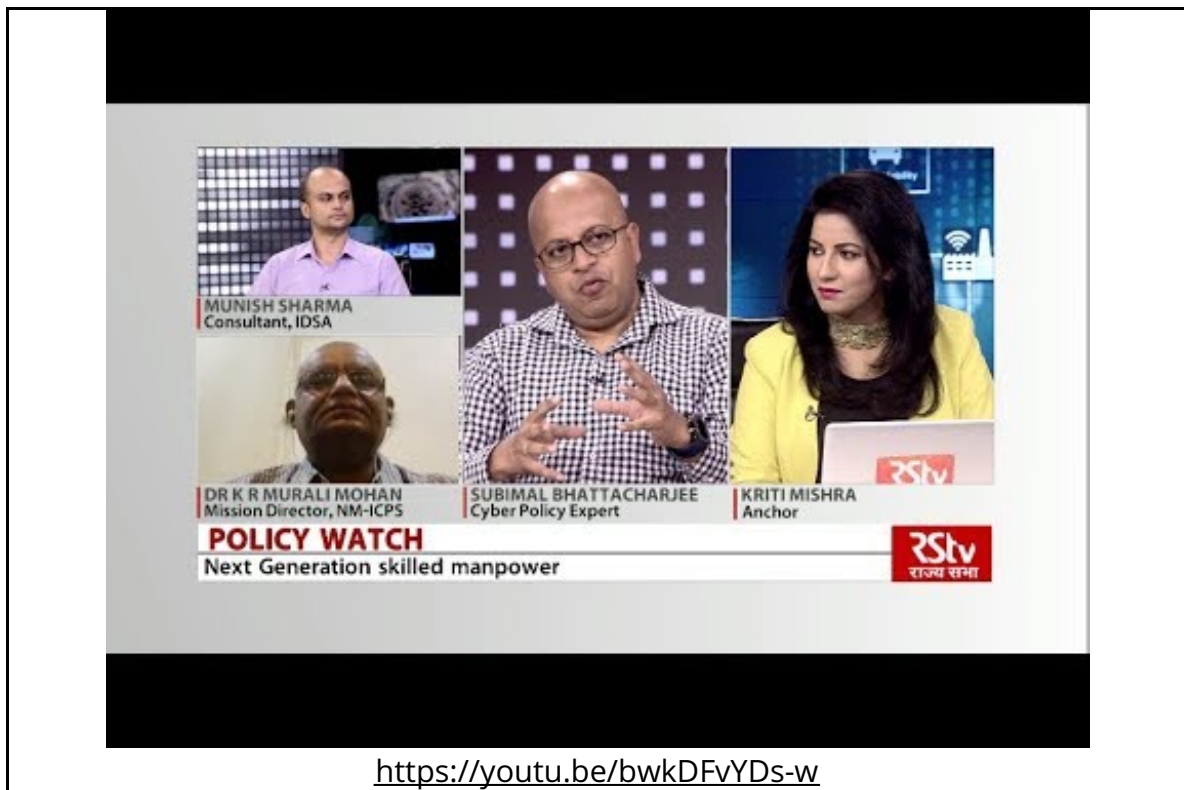 MUNISH SHARMA
Consultant, IDSA
DR K R MURALI MOHAN
Mission Director, NM-ICPS
SUBIMAL BHATTACHARJEE
Cyber Policy Expert
KRITI MISHRA
Anchor
RStv
POLICY WATCH
Next Generation skilled manpower
RStv
राज्य सभा
https://youtu.be/bwkDFvYDs-w